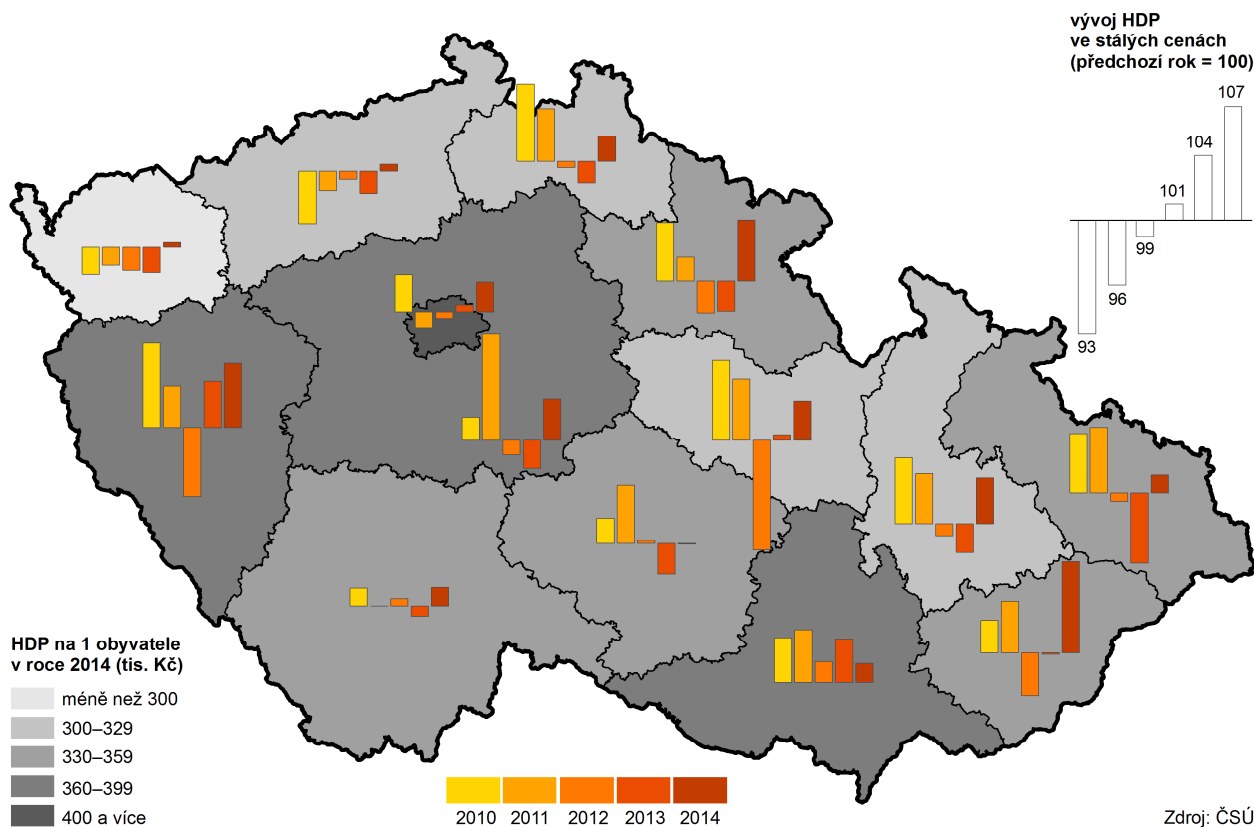 vývoj HDP
ve stálých cenách
(předchozí rok = 100)
107
104
101
99
96
93
HDP na 1 obyvatele
v roce 2014 (tis. Kč)
méně než 300
300–329
330–359
360–399
400 a více
2010 2011 2012 2013 2014
Zdroj: ČSÚ